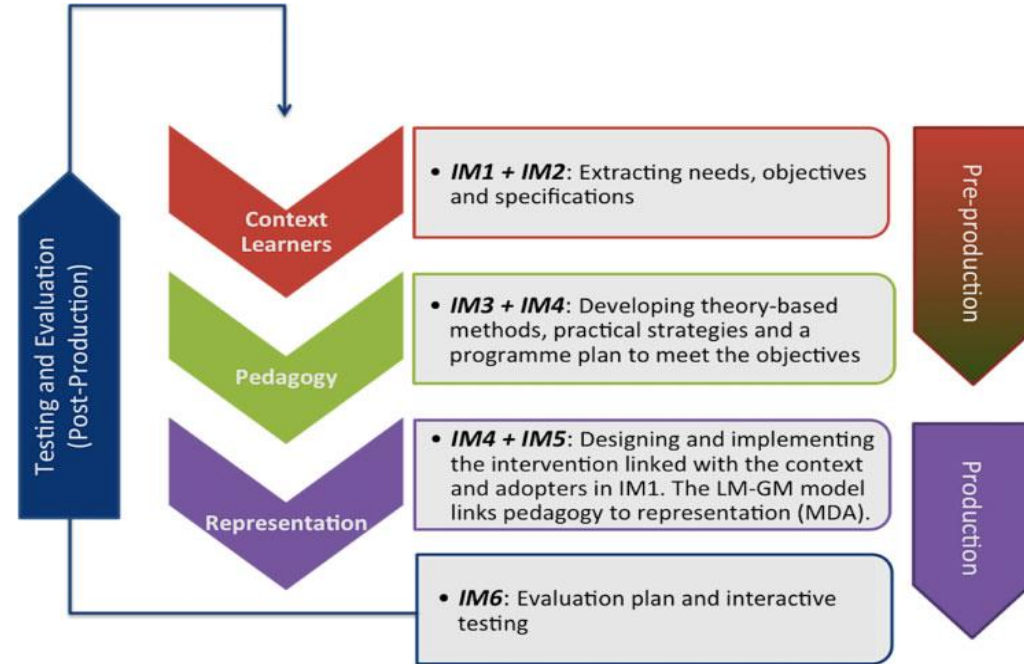 Testing and Evaluation
(Post-Production)
Context
Learners
• IM1 + IM2: Extracting needs, objectives
and specifications
Pre-production
Pedagogy
• IM3 + IM4: Developing theory-based
methods, practical strategies and a
programme plan to meet the objectives
Representation
• IM4 + IM5: Designing and implementing
the intervention linked with the context
and adopters in IM1. The LM-GM model
links pedagogy to representation (MDA).
Production
• IM6: Evaluation plan and interactive
testing